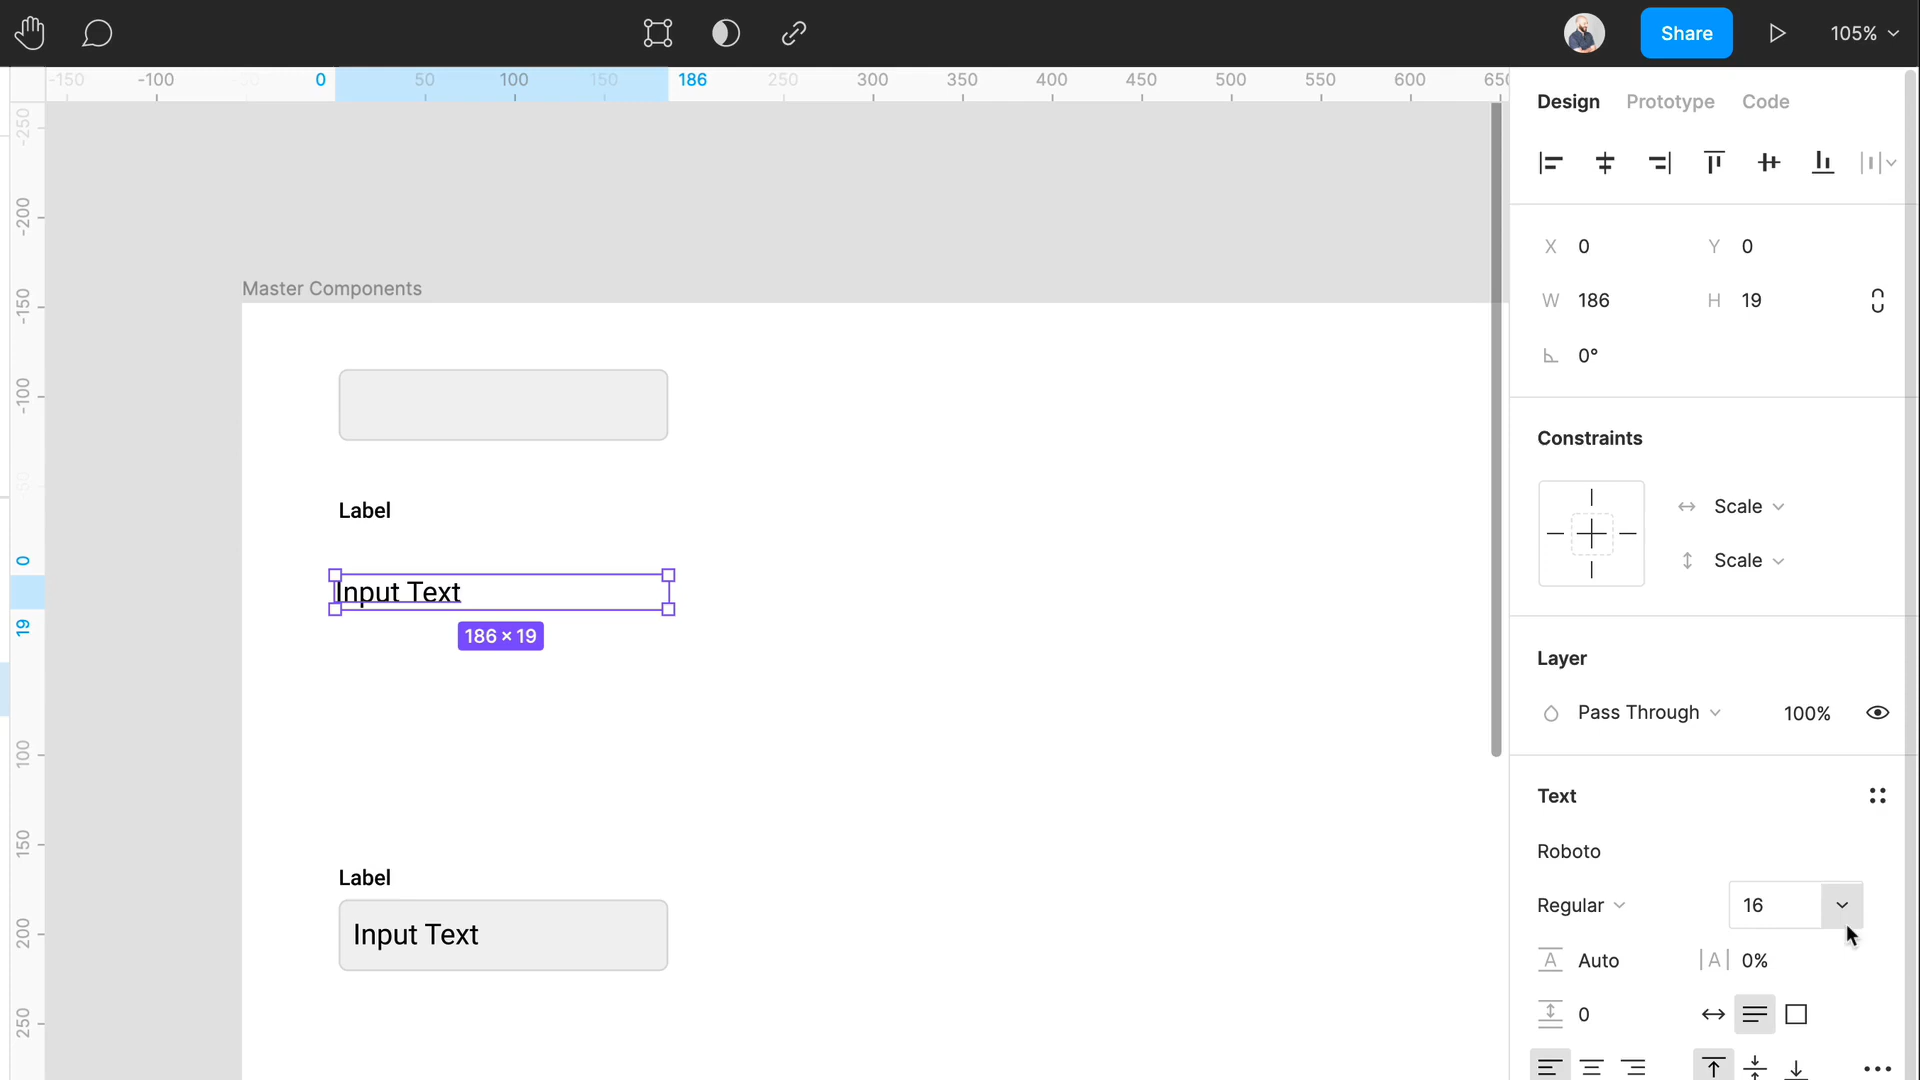 Share
105%
-150
-100
-50
0
50
100
150
186
250
300
350
400
450
500
550
600
650
Design
Prototype
Code
-250
-200
-150
-100
-50
0
19
100
150
200
250
X 0
Y 0
W 186
H 19
0°
Master Components
Label
Input Text
186 × 19
Label
Input Text
Constraints
Scale
Scale
Layer
Pass Through
100%
Text
Roboto
Regular
16
A Auto
|A| 0%
0